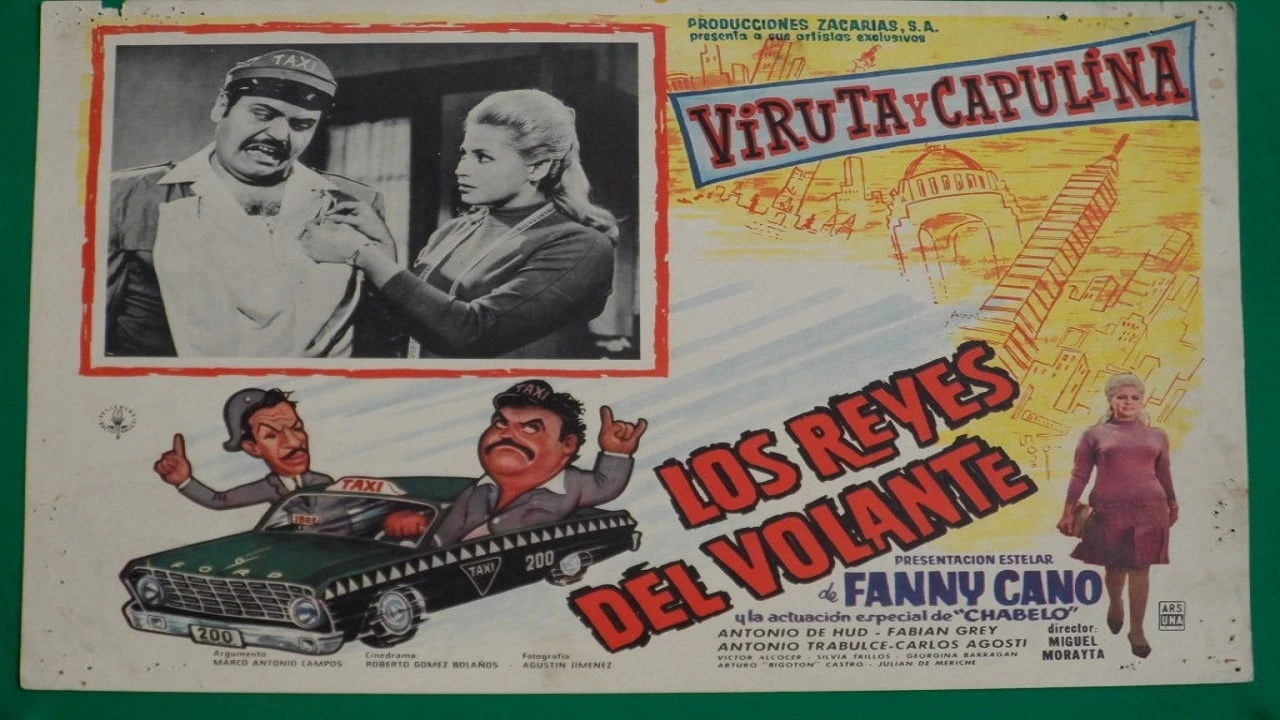 PRODUCCIONES ZACARIAS, S.A.
presenta a sus artistas exclusivos
VIRUTA Y CAPULINA
TAXI
TAXI
TAXI
LIBRE
FORD
TAXI
200
200
LOS REYES
DEL VOLANTE
PRESENTACION ESTELAR
de FANNY CANO
y la actuación especial de "CHABELO"
ANTONIO DE HUD - FABIAN GREY
ANTONIO TRABULCE - CARLOS AGOSTI
VICTOR ALCOCER - SILVIA TRILLOS - GEORGINA BARRAGAN
ARTURO "BIGOTON" CASTRO - JULIAN DE MERICHE
director:
MIGUEL
MORAYTA
ARS
UNA
Argumento
MARCO ANTONIO CAMPOS
Cinedrama
ROBERTO GOMEZ BOLAÑOS
Fotografia
AGUSTIN JIMENEZ